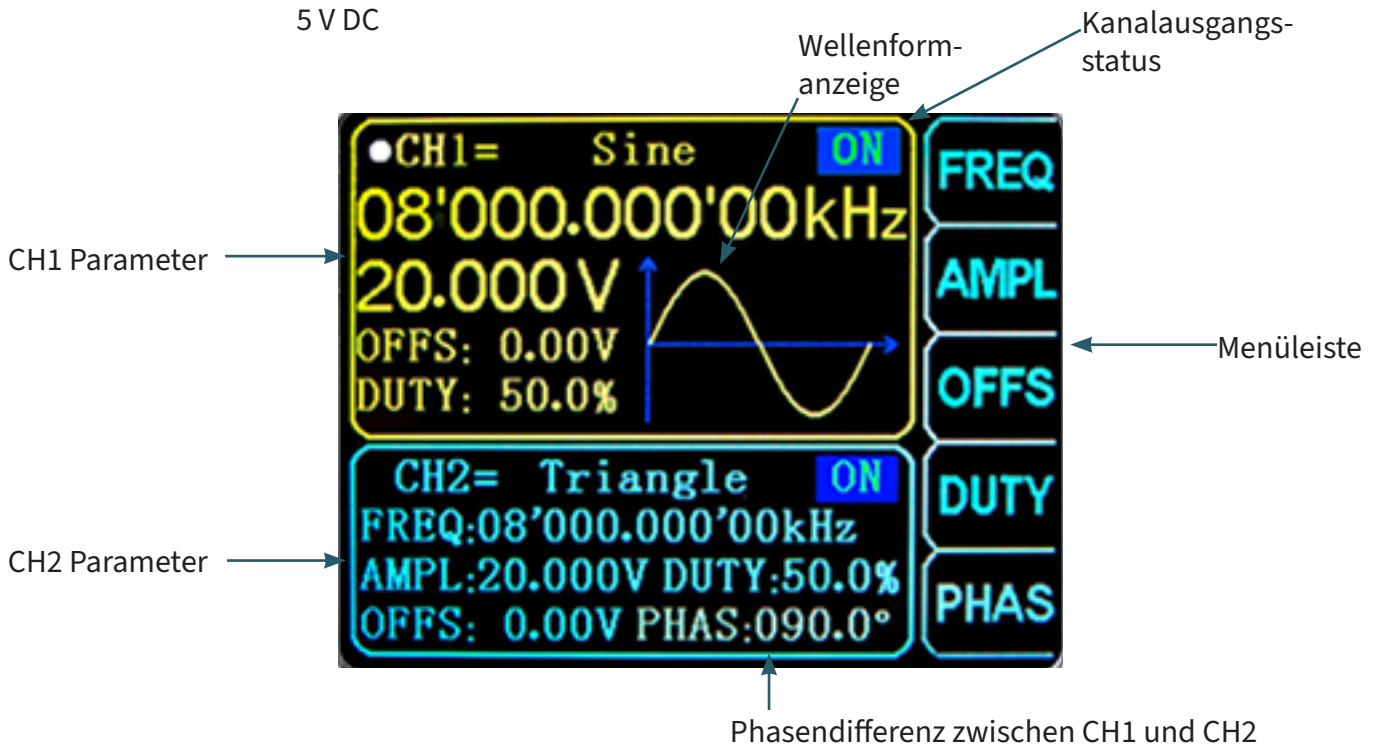 5 V DC
Wellenform-
anzeige
Kanalausgangs-
status
●CH1= Sine ON
08'000.000'00kHz
20.000V
OFFS: 0.00V
DUTY: 50.0%
CH1 Parameter
FREQ
AMPL
OFFS
DUTY
PHAS
Menüleiste
CH2= Triangle ON
FREQ:08’000.000’00kHz
AMPL:20.000V DUTY:50.0%
OFFS: 0.00V PHAS:090.0°
CH2 Parameter
Phasendifferenz zwischen CH1 und CH2